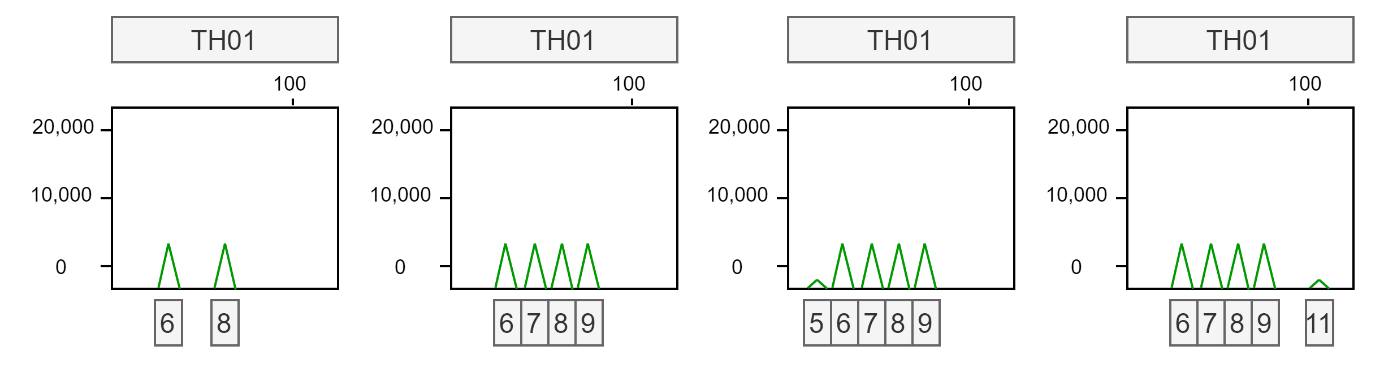 TH01 TH01 TH01 TH01
100 100 100 100
20,000 20,000 20,000 20,000
10,000 10,000 10,000 10,000
0 0 0 0
6 8 6 7 8 9 5 6 7 8 9 6 7 8 9 11